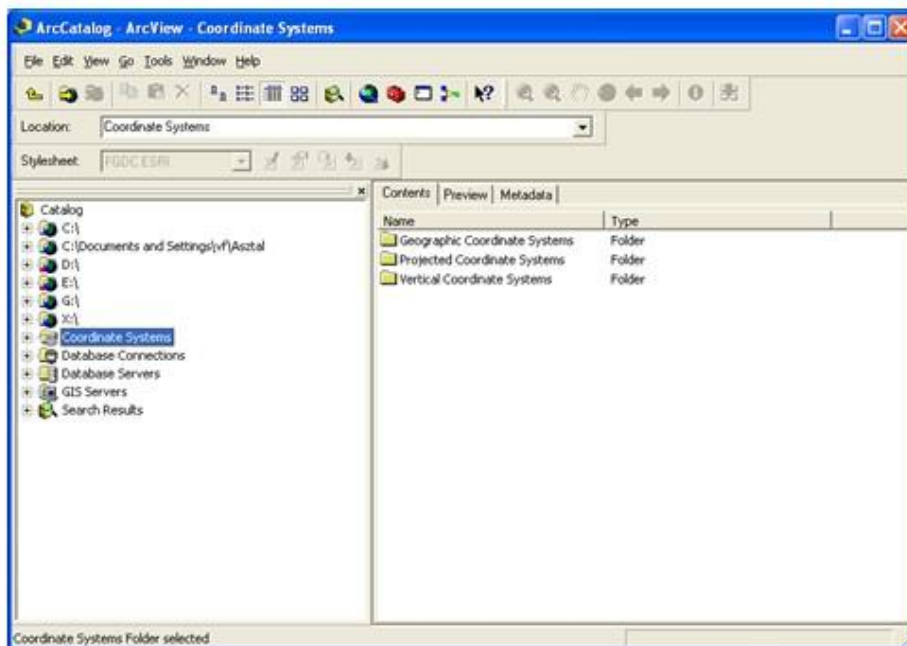 ArcCatalog - ArcView - Coordinate Systems
File Edit View Go Tools Window Help
Location: Coordinate Systems
Stylesheet: FGDC ESRI
Contents Preview Metadata
Catalog
C:\
C:\Documents and Settings\vf\Asztal
D:\
E:\
G:\
X:\
Coordinate Systems
Database Connections
Database Servers
GIS Servers
Search Results
Name Type
Geographic Coordinate Systems Folder
Projected Coordinate Systems Folder
Vertical Coordinate Systems Folder
Coordinate Systems Folder selected